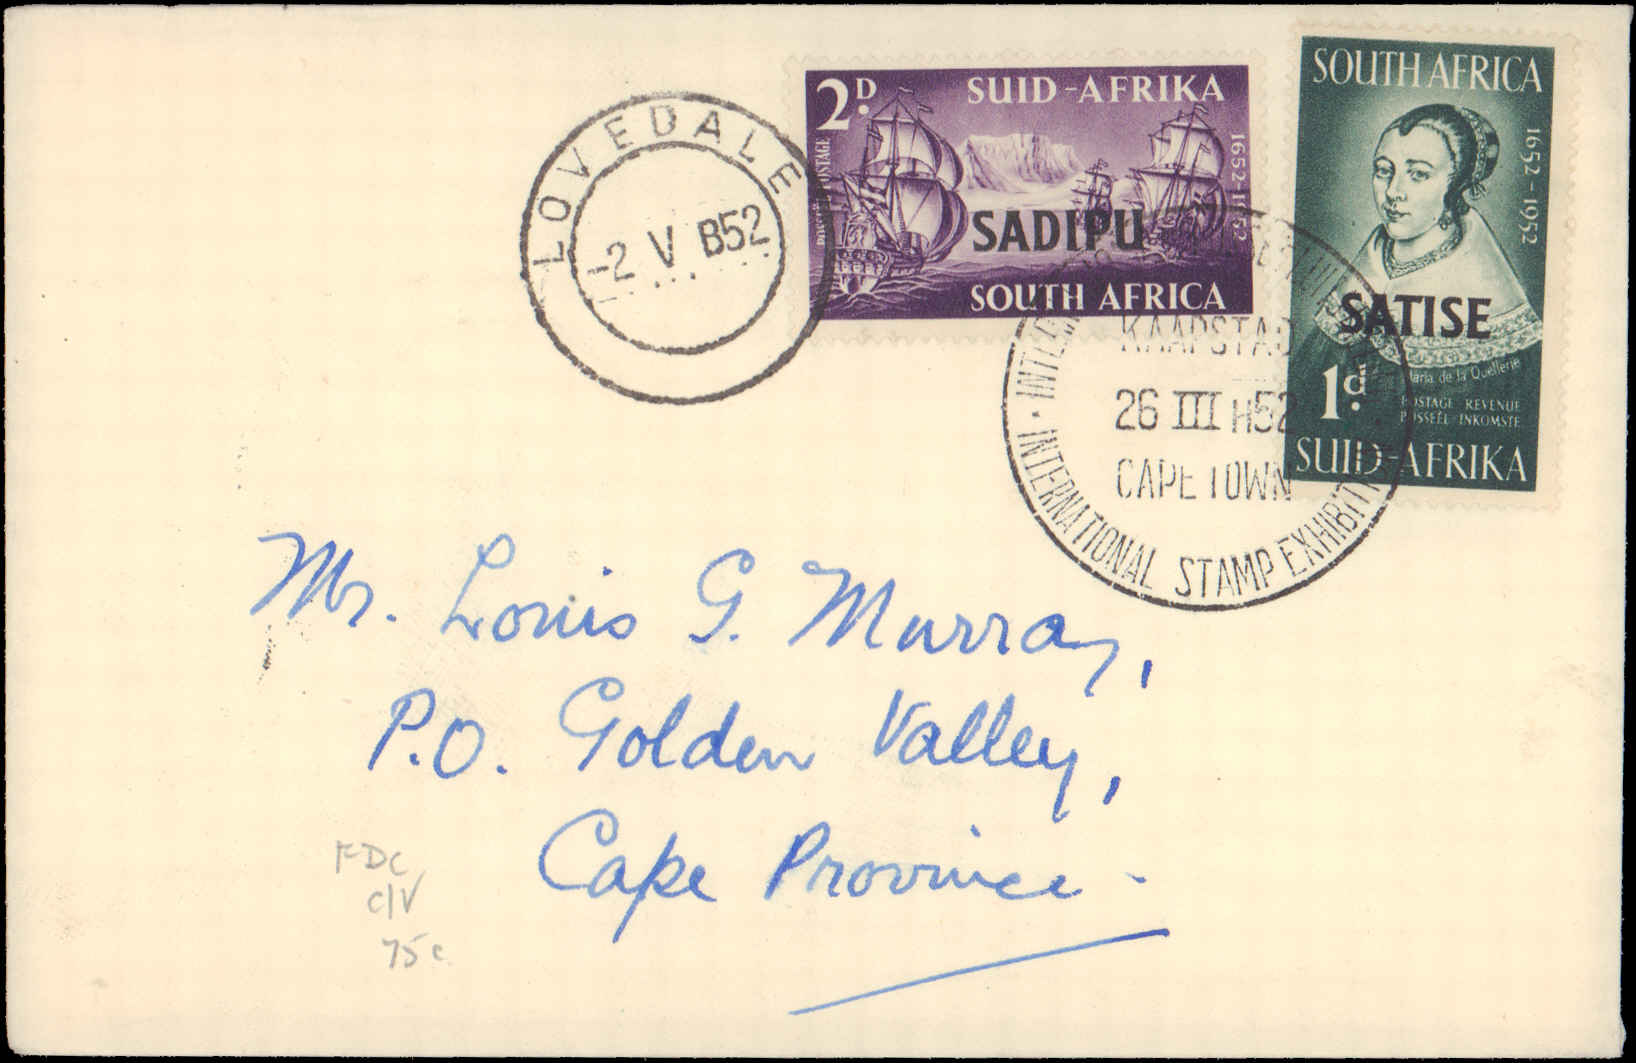 LOVEDALE
-2 V B52
2D.
SUID-AFRIKA
POSTAGE
1652-1952
SADIPU
SOUTH AFRICA
SOUTH AFRICA
1652-1952
SATISE
Maria de la Quellerie
1d.
POSTAGE REVENUE
POSSEËL INKOMSTE
SUID-AFRIKA
KAAPSTAD
26 III H52
CAPE TOWN
INTERNATIONAL STAMP EXHIBITION
Mr. Louis G. Murray,
P.O. Golden Valley,
Cape Province.
FDC
C/V
75c